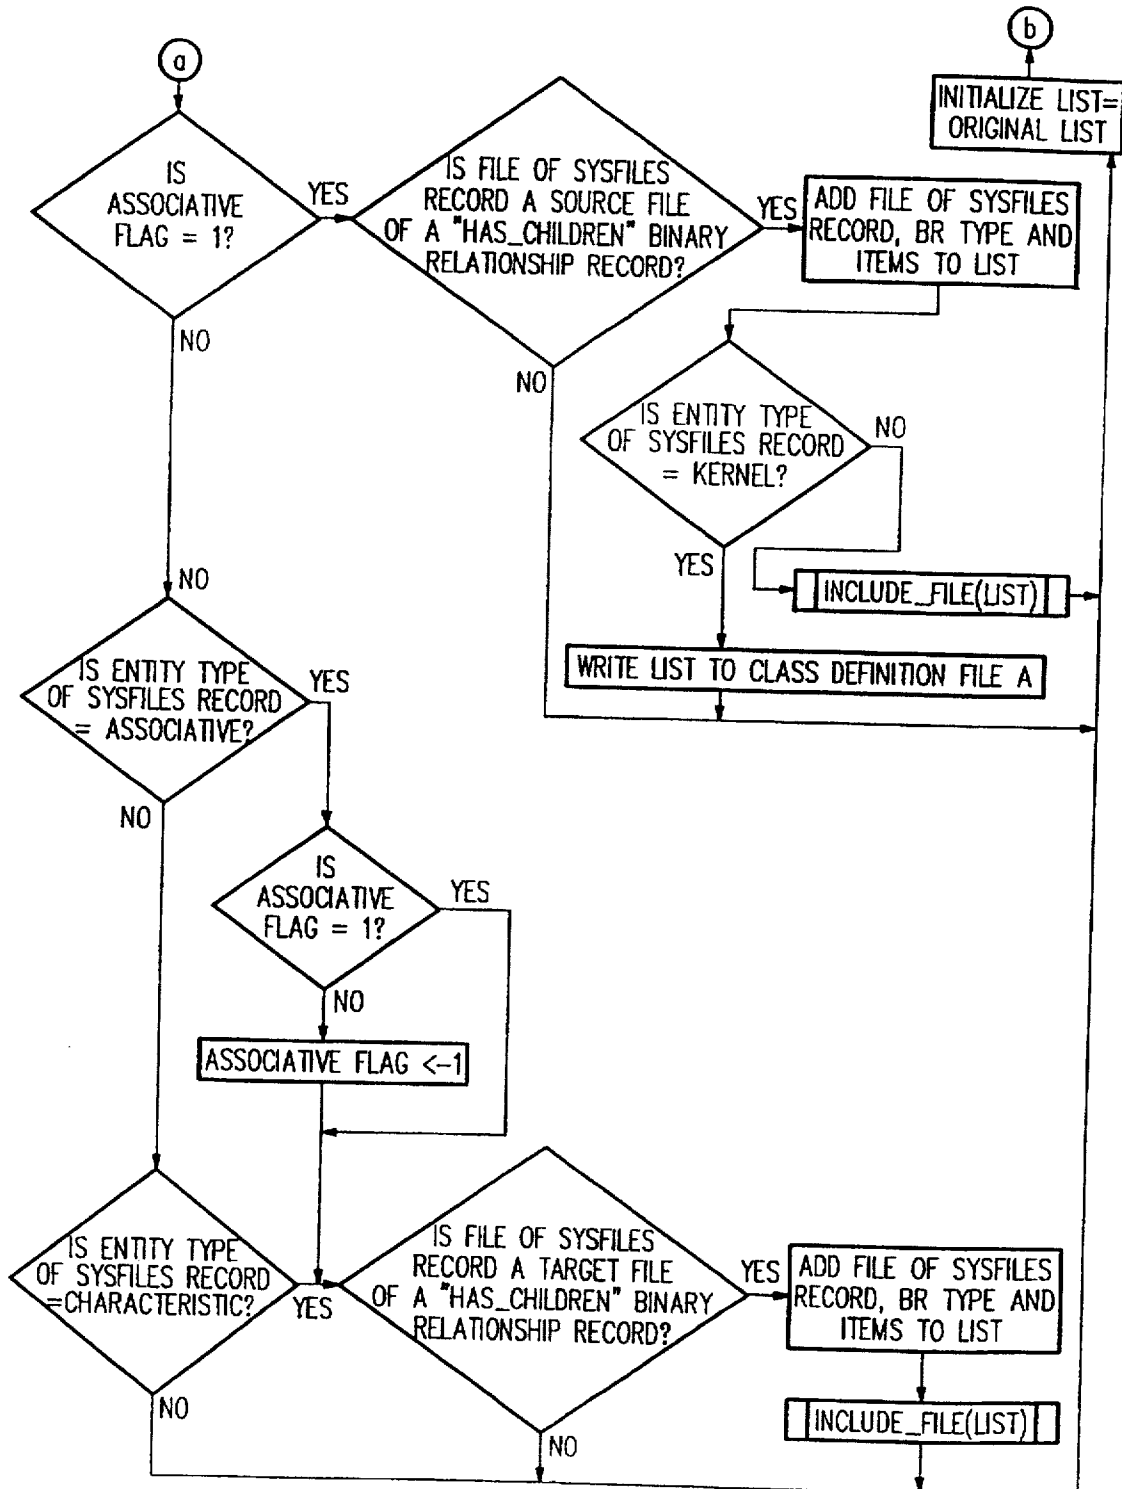 a
b
INITIALIZE LIST=
ORIGINAL LIST
IS
ASSOCIATIVE
FLAG = 1?
YES
NO
IS FILE OF SYSFILES
RECORD A SOURCE FILE
OF A "HAS_CHILDREN" BINARY
RELATIONSHIP RECORD?
YES
NO
ADD FILE OF SYSFILES
RECORD, BR TYPE AND
ITEMS TO LIST
IS ENTITY TYPE
OF SYSFILES RECORD
= KERNEL?
NO
YES
INCLUDE_FILE(LIST)
WRITE LIST TO CLASS DEFINITION FILE A
NO
IS ENTITY TYPE
OF SYSFILES RECORD
= ASSOCIATIVE?
YES
NO
IS
ASSOCIATIVE
FLAG = 1?
YES
NO
ASSOCIATIVE FLAG <-1
IS ENTITY TYPE
OF SYSFILES RECORD
=CHARACTERISTIC?
YES
NO
IS FILE OF SYSFILES
RECORD A TARGET FILE
OF A "HAS_CHILDREN" BINARY
RELATIONSHIP RECORD?
YES
NO
ADD FILE OF SYSFILES
RECORD, BR TYPE AND
ITEMS TO LIST
INCLUDE_FILE(LIST)